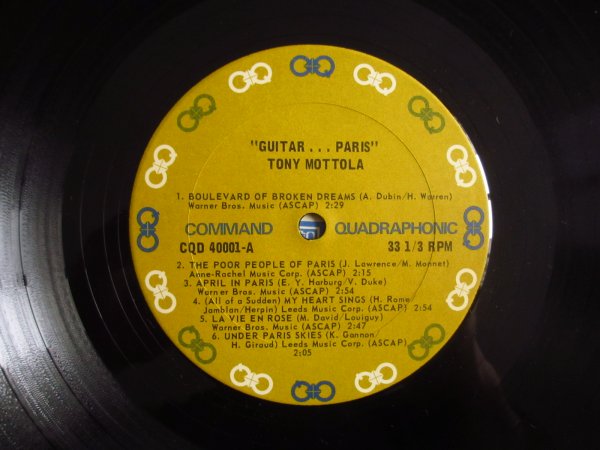 "GUITAR... PARIS"
TONY MOTTOLA
1. BOULEVARD OF BROKEN DREAMS (A. Dubin/H. Warren)
Warner Bros. Music (ASCAP) 2:29
COMMAND QUADRAPHONIC
CQD 40001-A 33 1/3 RPM
2. THE POOR PEOPLE OF PARIS (J. Lawrence/M. Monnet)
Anne-Rachel Music Corp. (ASCAP) 2:15
3. APRIL IN PARIS (E. Y. Harburg/V. Duke)
Warner Bros. Music (ASCAP) 2:54
4. (All of a Sudden) MY HEART SINGS (H. Rome/
Jamblan/Herpin) Leeds Music Corp. (ASCAP) 2:54
5. LA VIE EN ROSE (M. David/Louiguy)
Warner Bros. Music (ASCAP) 2:47
6. UNDER PARIS SKIES (K. Gannon/
H. Giraud) Leeds Music Corp. (ASCAP)
2:05